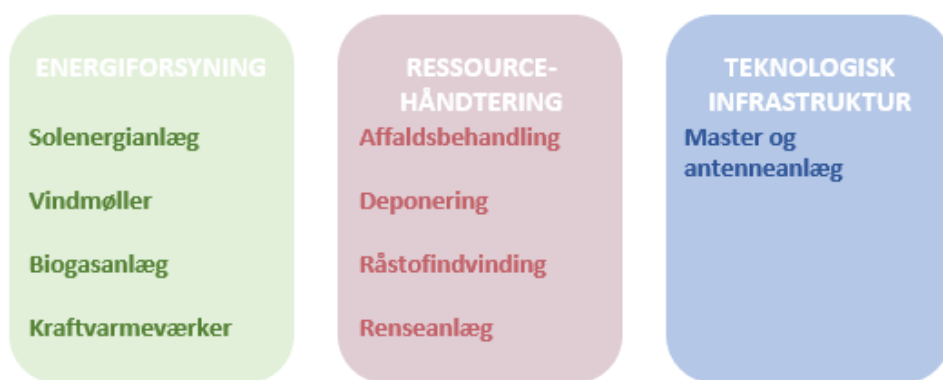 ENERGIFORSYNING
Solenergianlæg
Vindmøller
Biogasanlæg
Kraftvarmeværker
RESSOURCE-
HÅNDTERING
Affaldsbehandling
Deponering
Råstofindvinding
Renseanlæg
TEKNOLOGISK
INFRASTRUKTUR
Master og
antenneanlæg